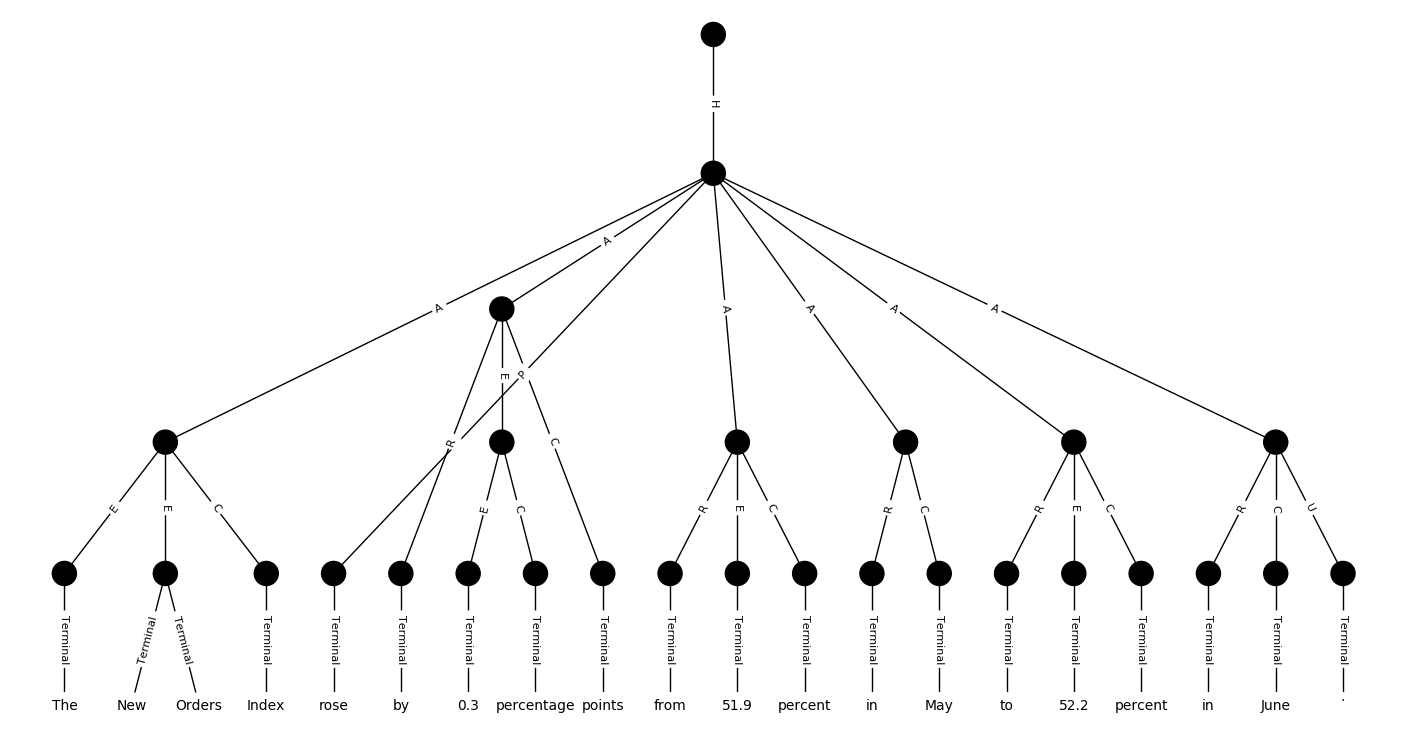 H
A
A
A
A
A
A
E
P
R
C
E
E
C
E
C
R
E
C
R
C
R
E
C
R
C
U
Terminal Terminal Terminal Terminal Terminal Terminal Terminal Terminal Terminal Terminal Terminal Terminal Terminal Terminal Terminal Terminal Terminal Terminal Terminal Terminal
The New Orders Index rose by 0.3 percentage points from 51.9 percent in May to 52.2 percent in June .